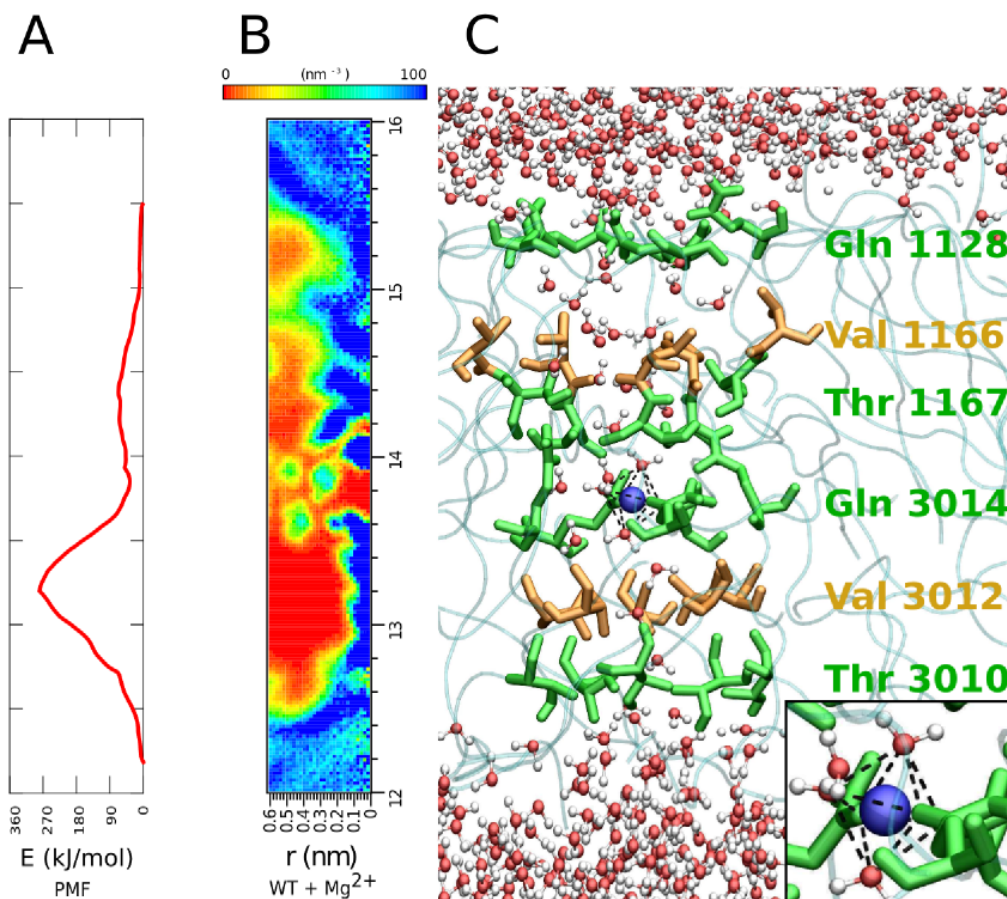 A B C
0 (nm ⁻³) 100
16
15
14
13
12
360 270 180 90 0
E (kJ/mol)
PMF
0.6 0.5 0.4 0.3 0.2 0.1 0
r (nm)
WT + Mg²⁺
Gln 1128
Val 1166
Thr 1167
Gln 3014
Val 3012
Thr 3010